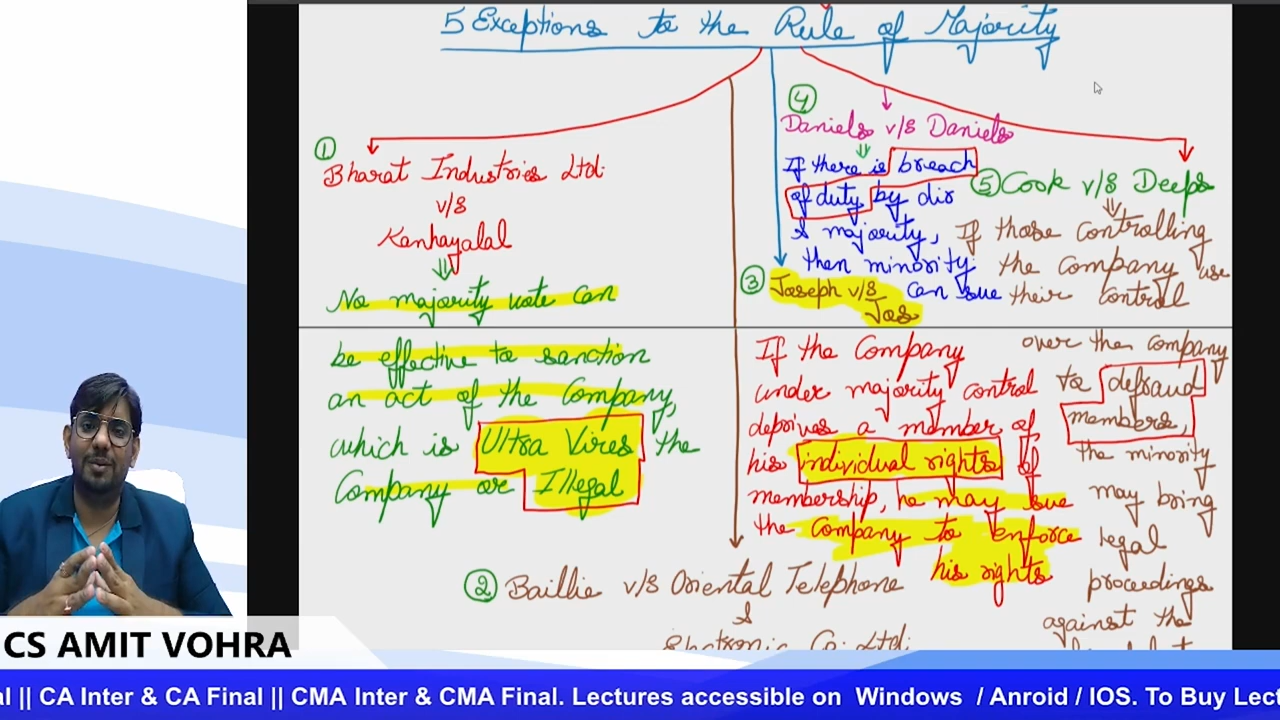 5 Exceptions to the Rule of Majority
①
Bharat Industries Ltd.
v/s
Kanhayalal
No majority vote can
be effective to sanction
an act of the Company,
which is Ultra Vires the
Company or Illegal
② Baillie v/s Oriental Telephone
&
Electronic Co. Ltd.
③ Joseph v/s
Jos
If the Company
under majority control
deprives a member of
his individual rights of
membership, he may sue
the Company to enforce
his rights
④
Daniels v/s Daniels
If there is breach
of duty by dir
& majority,
then minority
can sue
⑤ Cook v/s Deeps
If those controlling
the Company use
their control
over the company
to defraud
members,
the minority
may bring
legal
proceedings
against the
CS AMIT VOHRA
al || CA Inter & CA Final || CMA Inter & CMA Final. Lectures accessible on Windows / Anroid / IOS. To Buy Lect